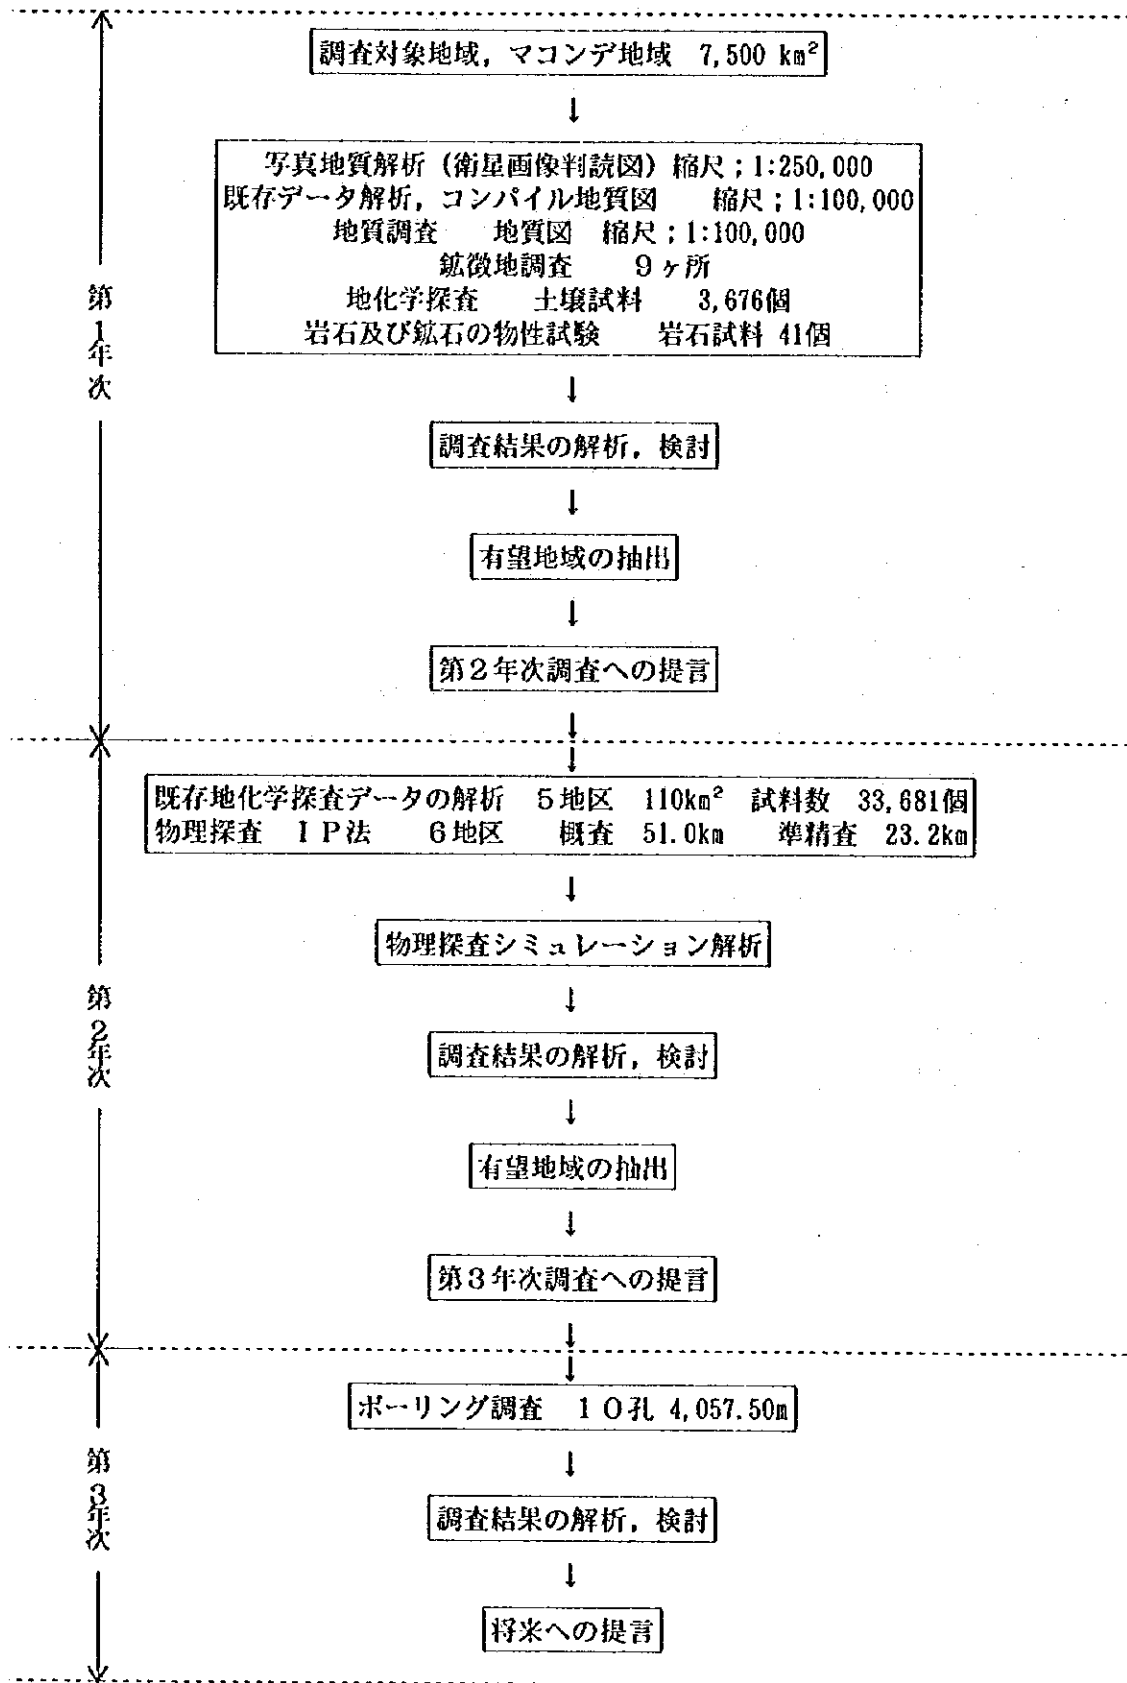 調査対象地域, マコンデ地域 7,500 km²
↓
写真地質解析 (衛星画像判読図) 縮尺；1:250,000
既存データ解析, コンパイル地質図 縮尺；1:100,000
地質調査 地質図 縮尺；1:100,000
鉱徴地調査 9ヶ所
地化学探査 土壌試料 3,676個
岩石及び鉱石の物性試験 岩石試料 41個
↓
調査結果の解析, 検討
↓
有望地域の抽出
↓
第2年次調査への提言
↓
第1年次
↓
既存地化学探査データの解析 5地区 110km² 試料数 33,681個
物理探査 IP法 6地区 概査 51.0km 準精査 23.2km
↓
物理探査シミュレーション解析
↓
調査結果の解析, 検討
↓
有望地域の抽出
↓
第3年次調査への提言
↓
第2年次
↓
ボーリング調査 10孔 4,057.50m
↓
調査結果の解析, 検討
↓
将来への提言
第3年次